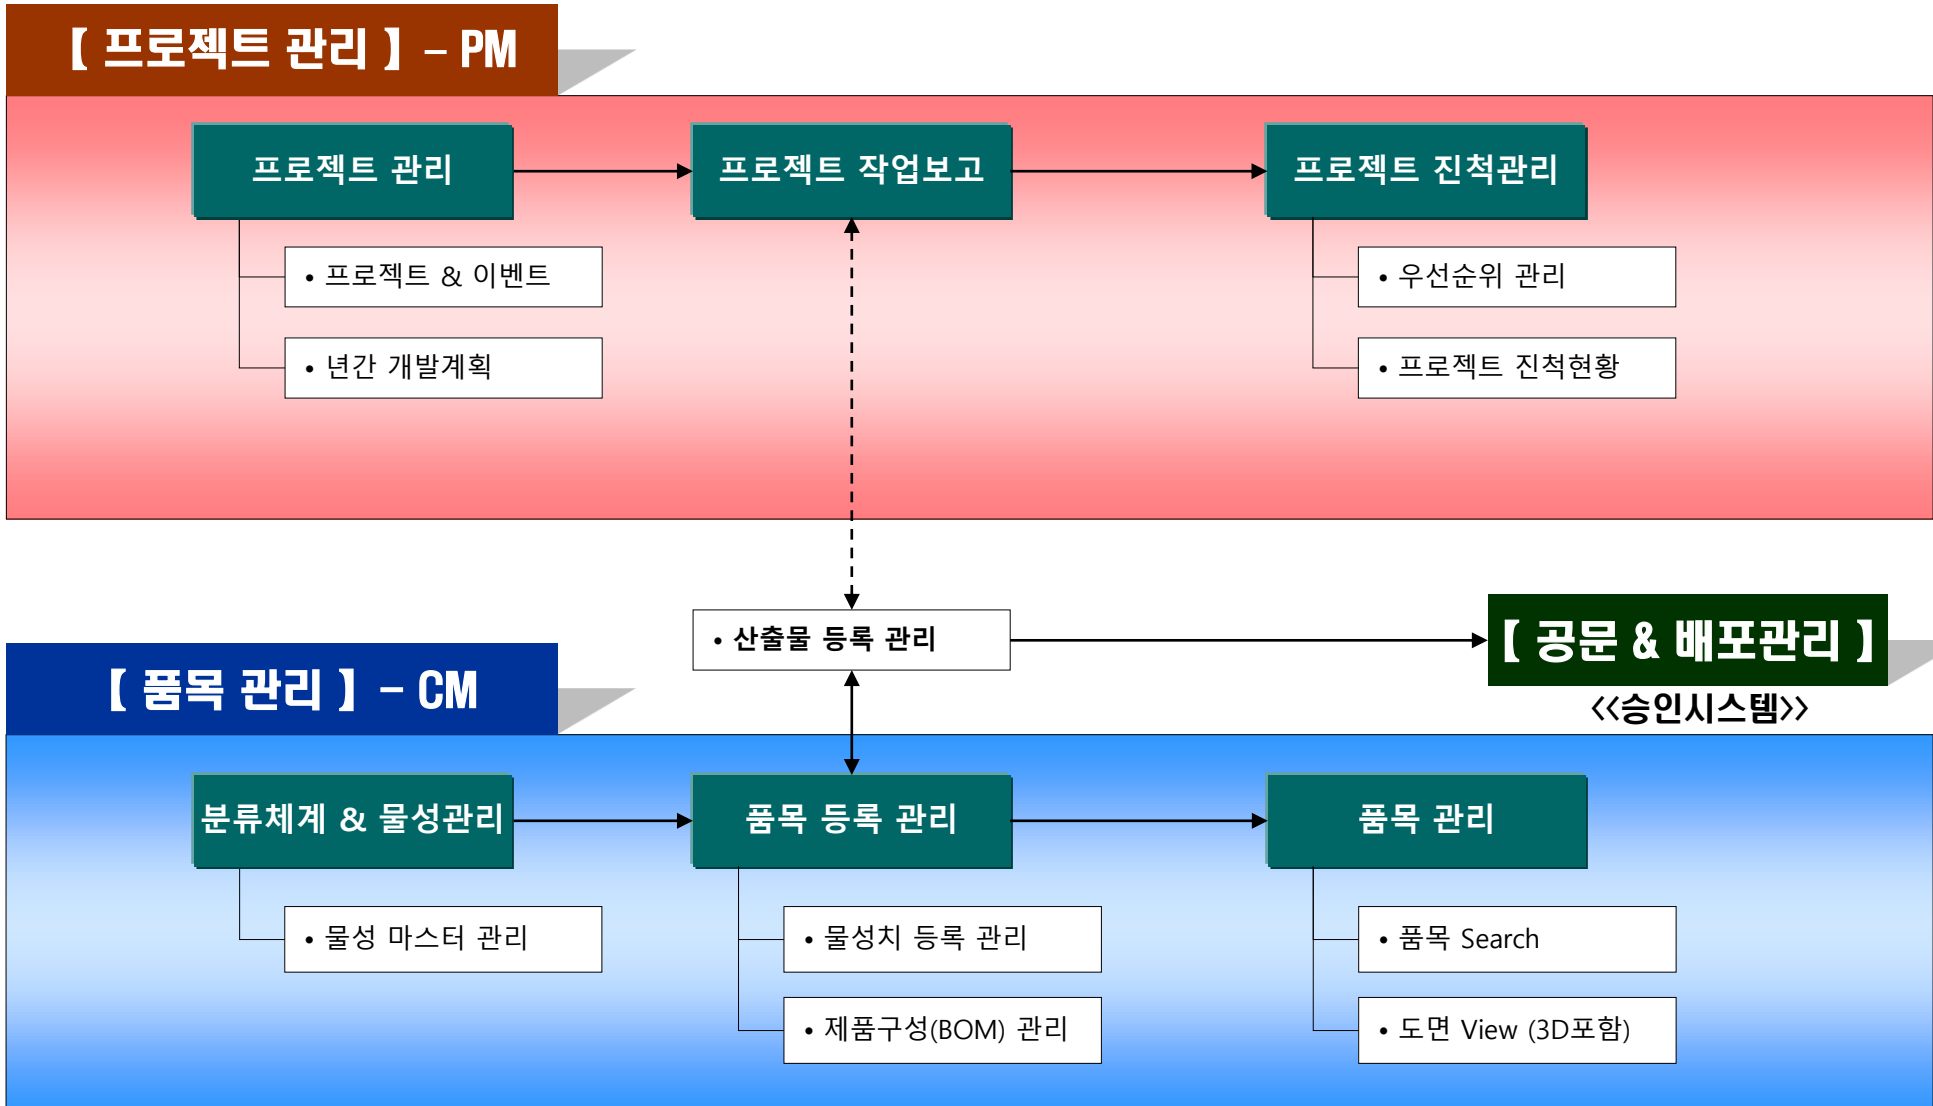 【 프로젝트 관리 】 – PM
프로젝트 관리
프로젝트 작업보고
프로젝트 진척관리
• 프로젝트 & 이벤트
• 우선순위 관리
• 년간 개발계획
• 프로젝트 진척현황
• 산출물 등록 관리
【 공문 & 배포관리 】
<<승인시스템>>
【 품목 관리 】 – CM
분류체계 & 물성관리
품목 등록 관리
품목 관리
• 물성 마스터 관리
• 물성치 등록 관리
• 품목 Search
• 제품구성(BOM) 관리
• 도면 View (3D포함)